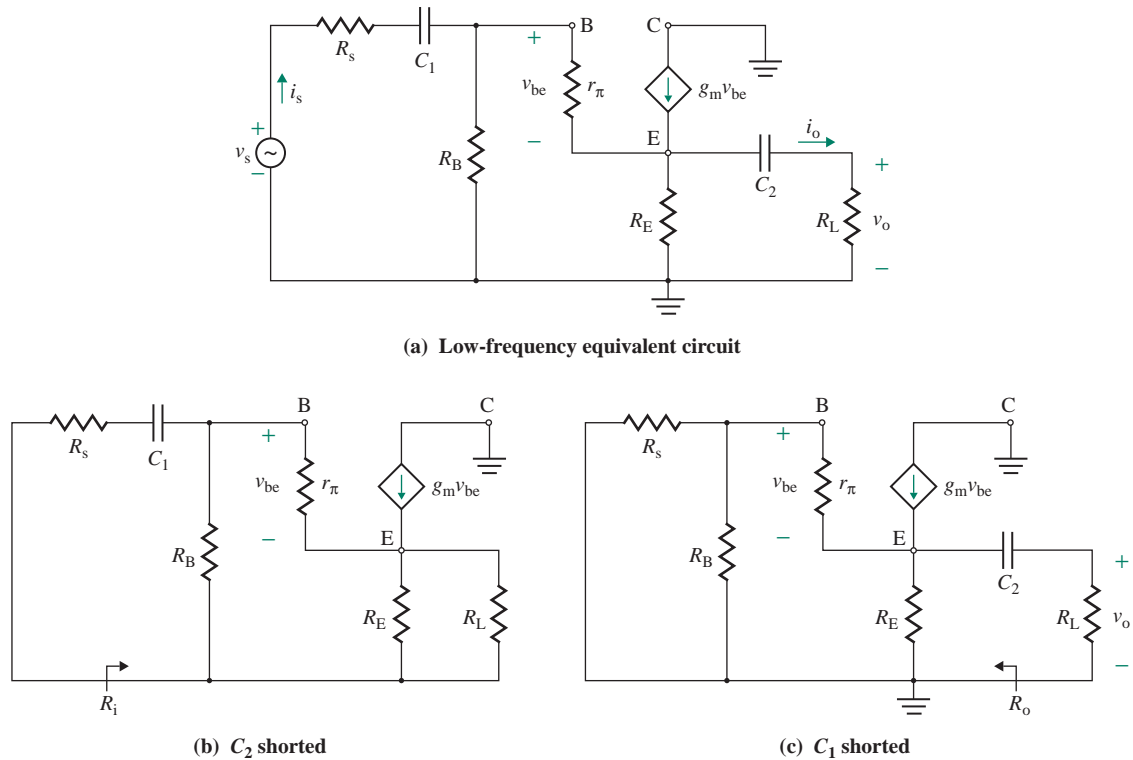 B
C
R_s
C_1
+
v_be
r_π
g_m v_be
i_s
−
E
i_o
+
v_s
~
−
R_B
C_2
+
R_E
R_L
v_o
−
(a) Low-frequency equivalent circuit
B
C
R_s
C_1
+
v_be
r_π
g_m v_be
−
E
R_B
R_E
R_L
R_i
(b) C_2 shorted
B
C
R_s
+
v_be
r_π
g_m v_be
−
E
R_B
C_2
+
R_E
R_L
v_o
−
R_o
(c) C_1 shorted